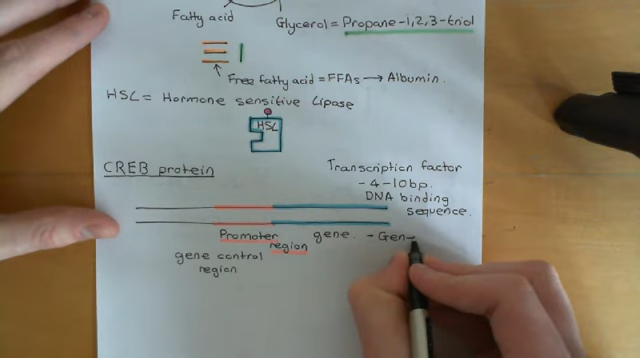 Fatty acid
Glycerol = Propane-1,2,3-triol
Free fatty acid = FFAs → Albumin.
HSL = Hormone sensitive lipase
HSL
CREB protein
Transcription factor
- 4-10bp.
DNA binding
sequence.
Promoter
region
gene.
- Gen
gene control
region